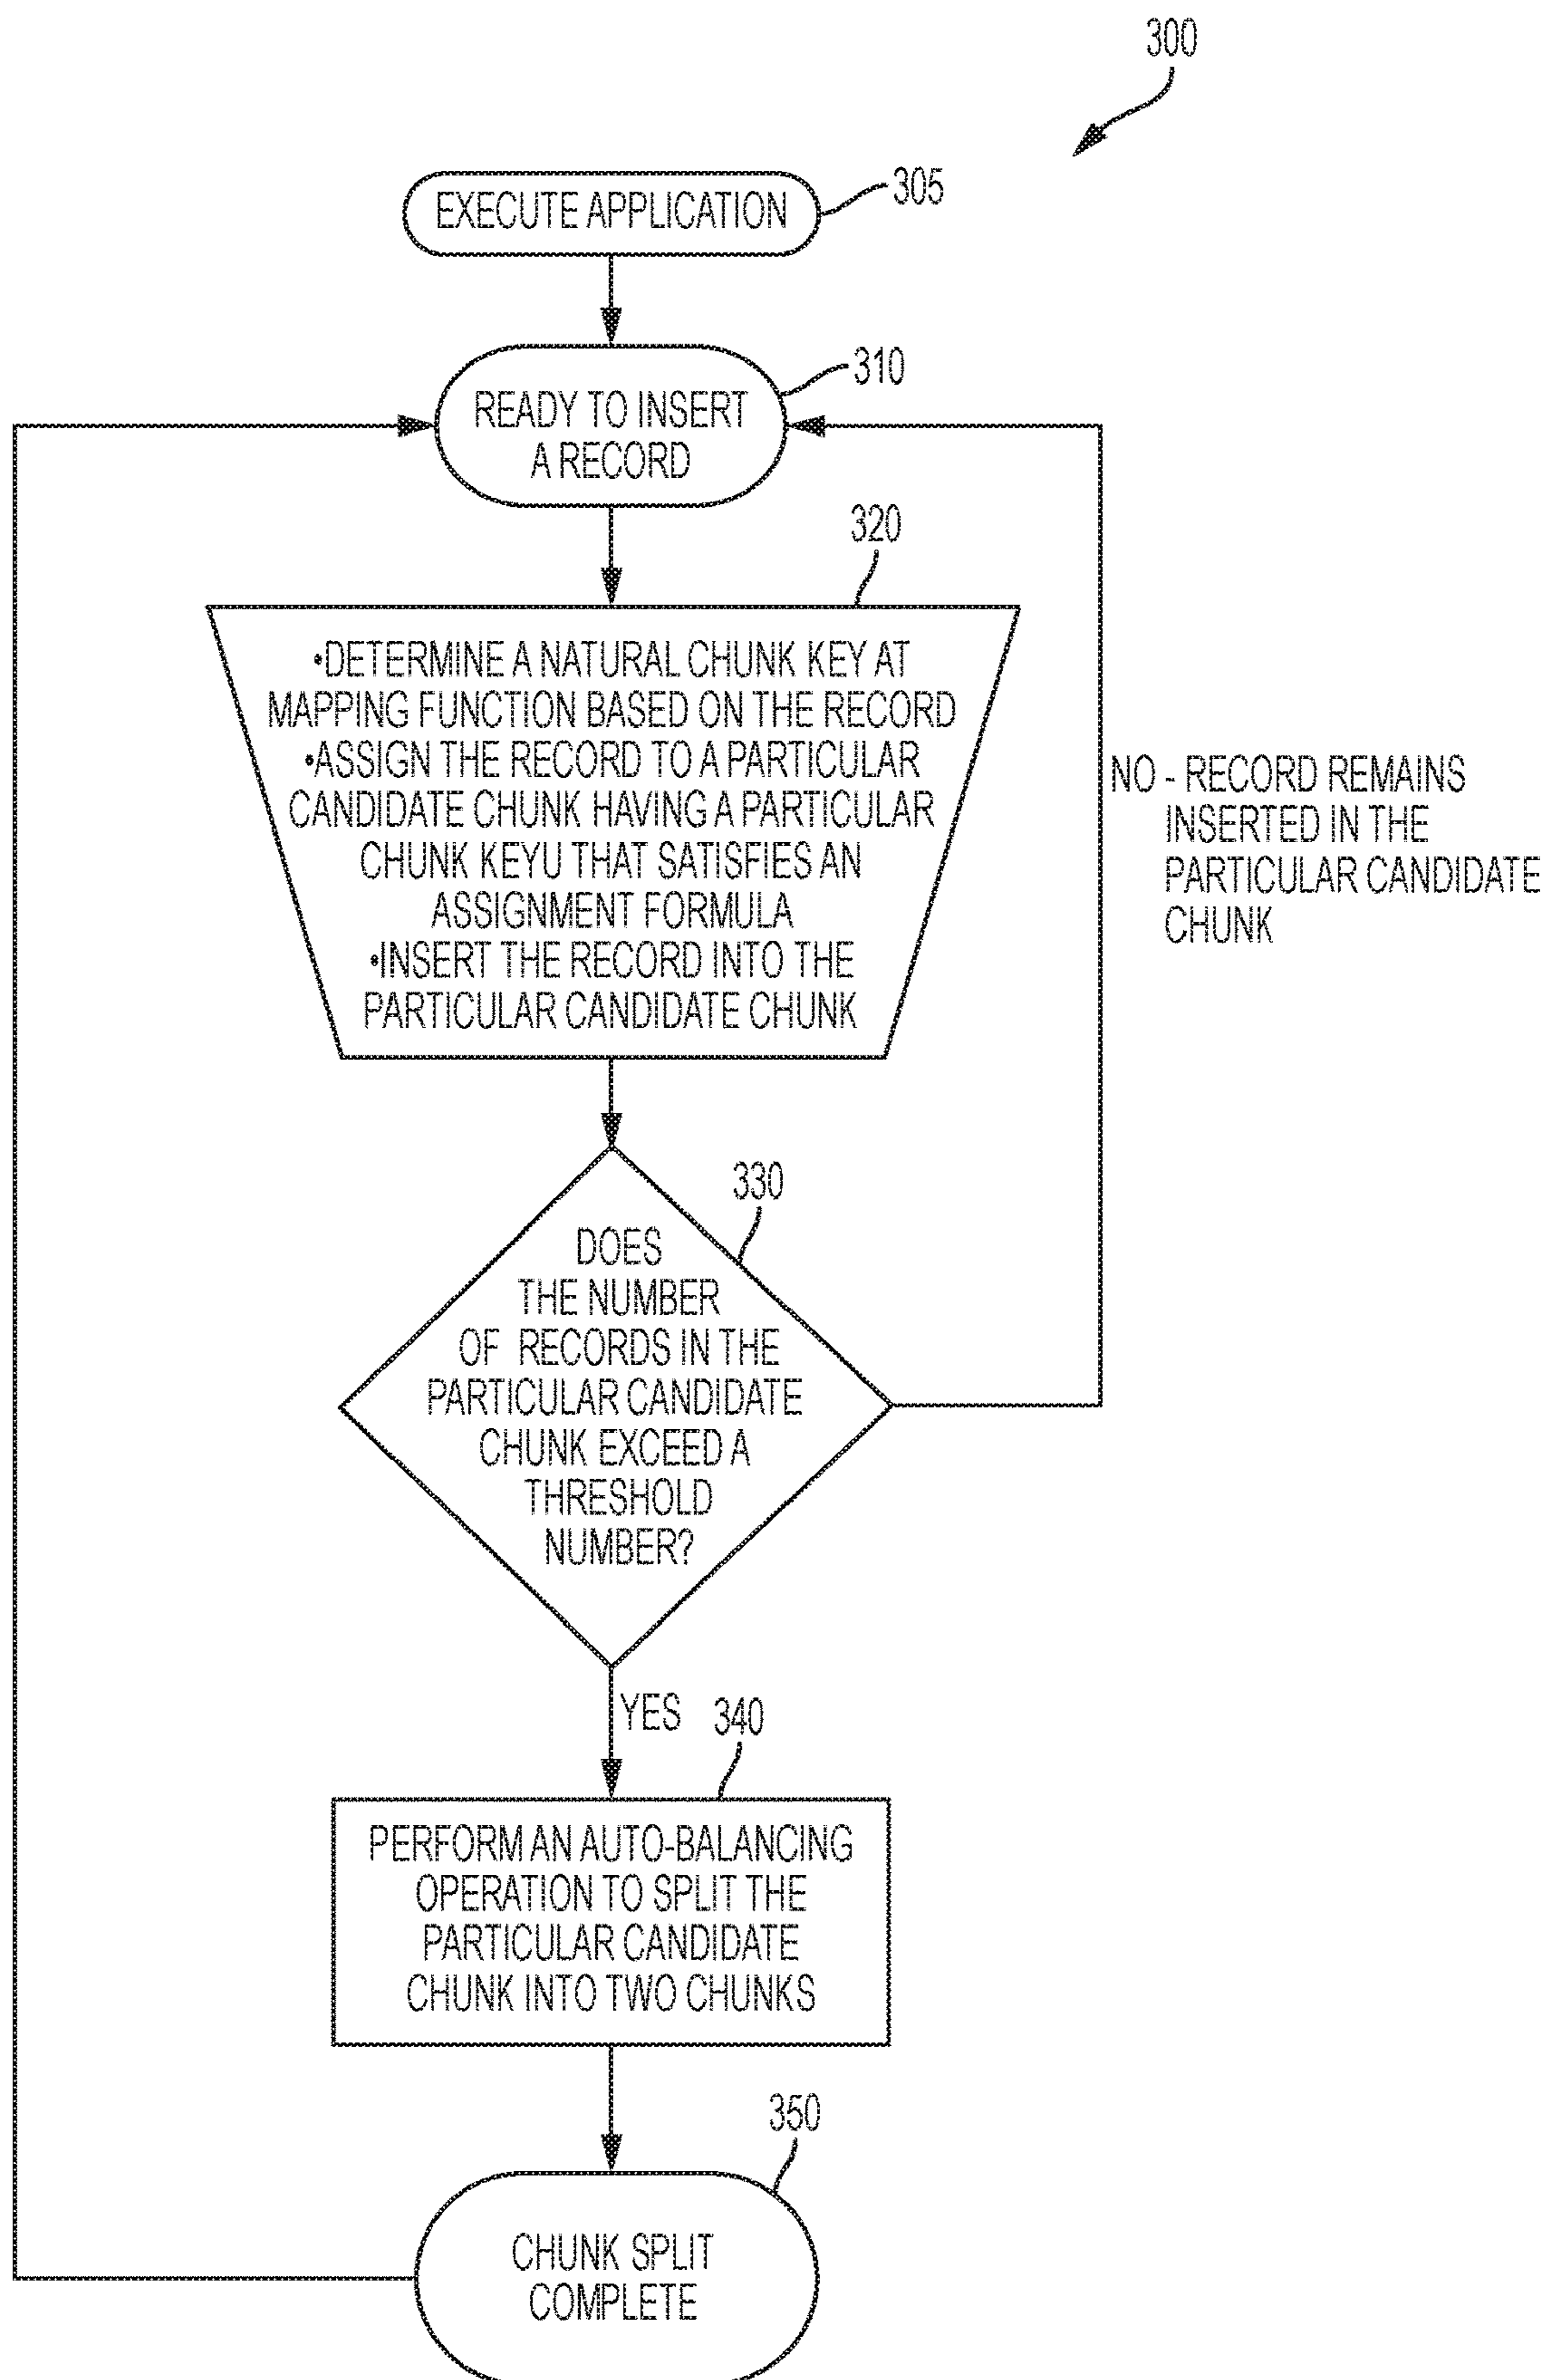 300
EXECUTE APPLICATION
305
READY TO INSERT
A RECORD
310
320
•DETERMINE A NATURAL CHUNK KEY AT
MAPPING FUNCTION BASED ON THE RECORD
•ASSIGN THE RECORD TO A PARTICULAR
CANDIDATE CHUNK HAVING A PARTICULAR
CHUNK KEYU THAT SATISFIES AN
ASSIGNMENT FORMULA
•INSERT THE RECORD INTO THE
PARTICULAR CANDIDATE CHUNK
NO - RECORD REMAINS
INSERTED IN THE
PARTICULAR CANDIDATE
CHUNK
330
DOES
THE NUMBER
OF RECORDS IN THE
PARTICULAR CANDIDATE
CHUNK EXCEED A
THRESHOLD
NUMBER?
YES
340
PERFORM AN AUTO-BALANCING
OPERATION TO SPLIT THE
PARTICULAR CANDIDATE
CHUNK INTO TWO CHUNKS
350
CHUNK SPLIT
COMPLETE